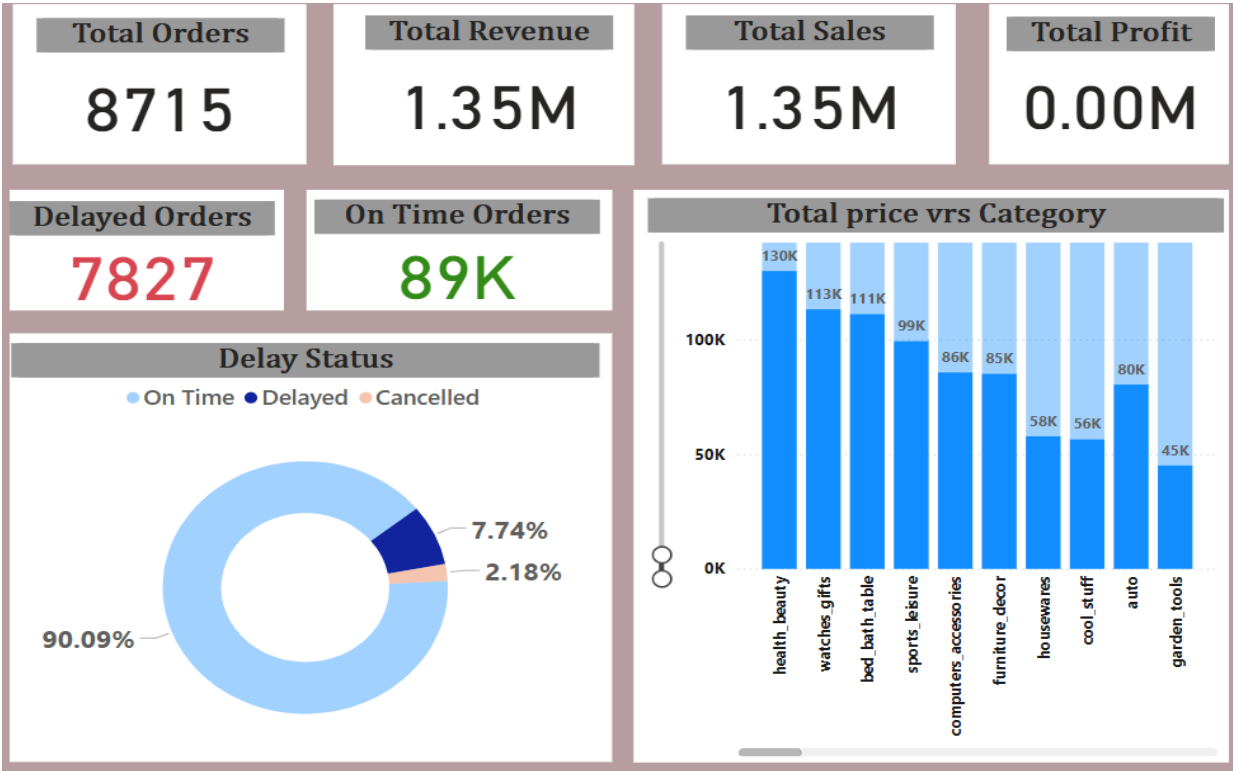 Total Orders
8715
Total Revenue
1.35M
Total Sales
1.35M
Total Profit
0.00M
Delayed Orders
7827
On Time Orders
89K
Delay Status
On Time Delayed Cancelled
7.74%
2.18%
90.09%
Total price vrs Category
130K
113K
111K
99K
86K
85K
58K
56K
80K
45K
100K
50K
0K
health_beauty
watches_gifts
bed_bath_table
sports_leisure
computers_accessories
furniture_decor
housewares
cool_stuff
auto
garden_tools